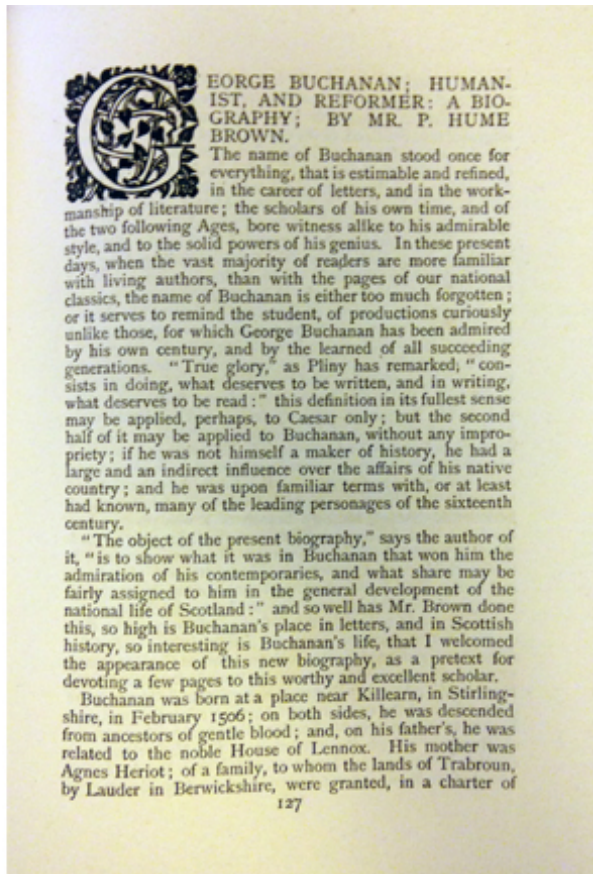 GEORGE BUCHANAN; HUMAN-
IST, AND REFORMER: A BIO-
GRAPHY; BY MR. P. HUME
BROWN.
The name of Buchanan stood once for
everything, that is estimable and refined,
in the career of letters, and in the work-
manship of literature; the scholars of his own time, and of
the two following Ages, bore witness alike to his admirable
style, and to the solid powers of his genius. In these present
days, when the vast majority of readers are more familiar
with living authors, than with the pages of our national
classics, the name of Buchanan is either too much forgotten;
or it serves to remind the student, of productions curiously
unlike those, for which George Buchanan has been admired
by his own century, and by the learned of all succeeding
generations. "True glory," as Pliny has remarked, "con-
sists in doing, what deserves to be written, and in writing,
what deserves to be read:" this definition in its fullest sense
may be applied, perhaps, to Caesar only; but the second
half of it may be applied to Buchanan, without any impro-
priety; if he was not himself a maker of history, he had a
large and an indirect influence over the affairs of his native
country; and he was upon familiar terms with, or at least
had known, many of the leading personages of the sixteenth
century.
"The object of the present biography," says the author of
it, "is to show what it was in Buchanan that won him the
admiration of his contemporaries, and what share may be
fairly assigned to him in the general development of the
national life of Scotland:" and so well has Mr. Brown done
this, so high is Buchanan's place in letters, and in Scottish
history, so interesting is Buchanan's life, that I welcomed
the appearance of this new biography, as a pretext for
devoting a few pages to this worthy and excellent scholar.
Buchanan was born at a place near Killearn, in Stirling-
shire, in February 1506; on both sides, he was descended
from ancestors of gentle blood; and, on his father's, he was
related to the noble House of Lennox. His mother was
Agnes Heriot; of a family, to whom the lands of Trabroun,
by Lauder in Berwickshire, were granted, in a charter of
127